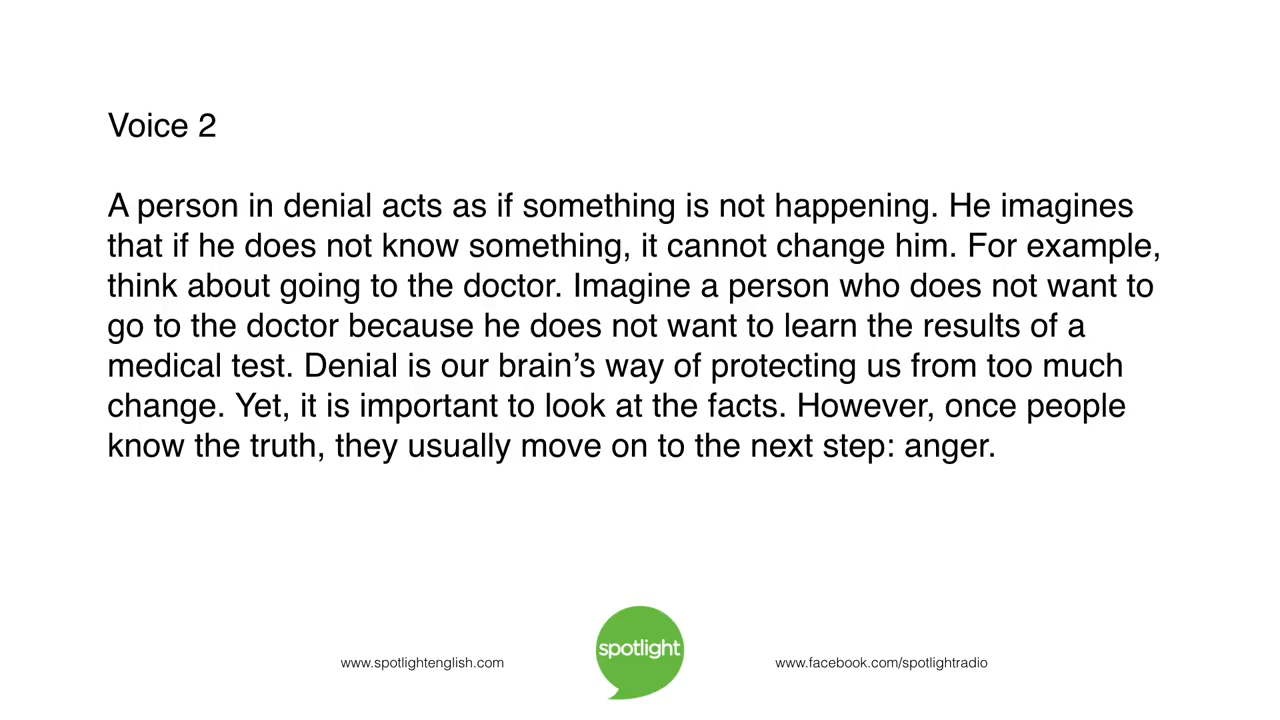 Voice 2
A person in denial acts as if something is not happening. He imagines
that if he does not know something, it cannot change him. For example,
think about going to the doctor. Imagine a person who does not want to
go to the doctor because he does not want to learn the results of a
medical test. Denial is our brain’s way of protecting us from too much
change. Yet, it is important to look at the facts. However, once people
know the truth, they usually move on to the next step: anger.
spotlight
www.spotlightenglish.com
www.facebook.com/spotlightradio